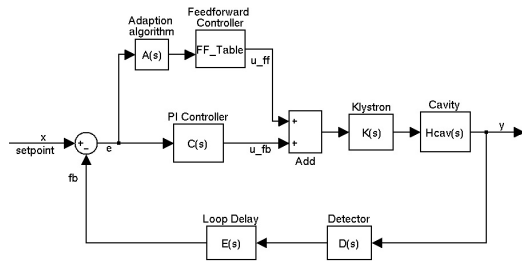 Adaption
algorithm
A(s)
Feedforward
Controller
FF_Table
u_ff
x
setpoint
+
−
e
fb
PI Controller
C(s)
u_fb
+
+
Add
Klystron
K(s)
Cavity
Hcav(s)
y
Loop Delay
E(s)
Detector
D(s)